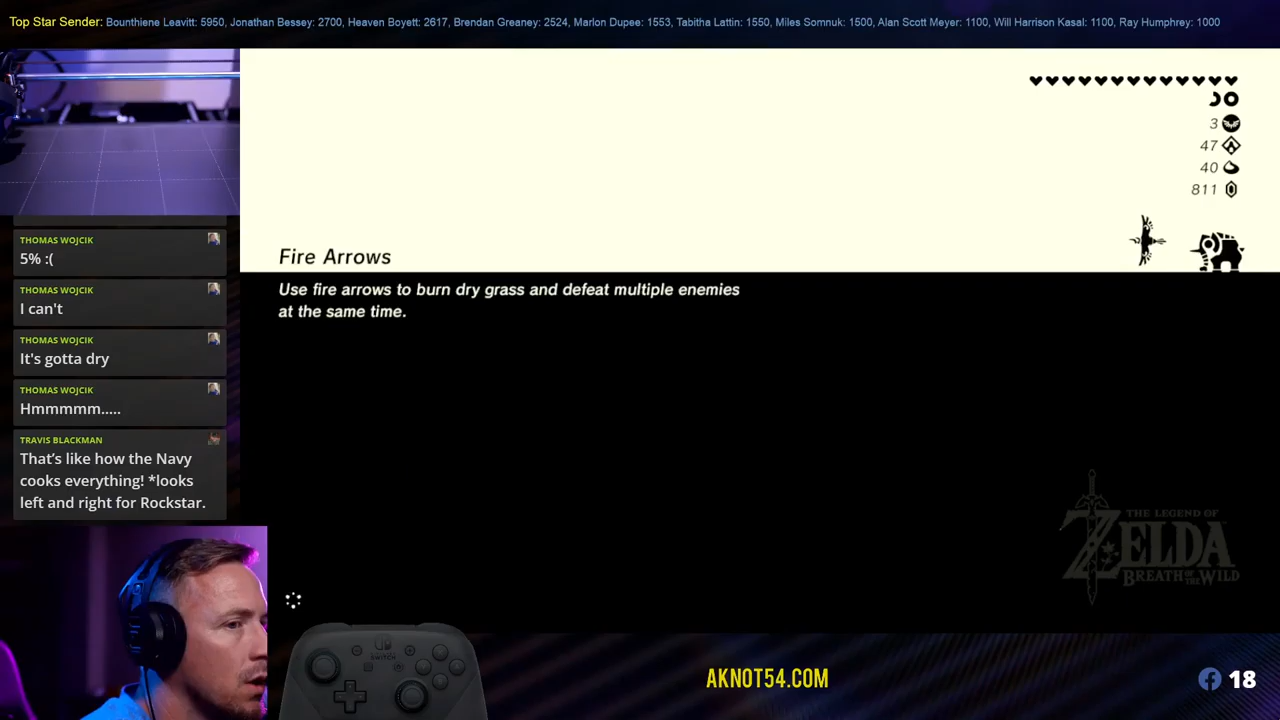 Top Star Sender: Bounthiene Leavitt: 5950, Jonathan Bessey: 2700, Heaven Boyett: 2617, Brendan Greaney: 2524, Marlon Dupee: 1553, Tabitha Lattin: 1550, Miles Somnuk: 1500, Alan Scott Meyer: 1100, Will Harrison Kasal: 1100, Ray Humphrey: 1000
3
47
40
811
THOMAS WOJCIK
5% :(
THOMAS WOJCIK
I can't
THOMAS WOJCIK
It's gotta dry
THOMAS WOJCIK
Hmmmmm.....
TRAVIS BLACKMAN
That's like how the Navy
cooks everything! *looks
left and right for Rockstar.
Fire Arrows
Use fire arrows to burn dry grass and defeat multiple enemies
at the same time.
THE LEGEND OF
ZELDA
BREATH OF THE WILD
SWITCH
AKNOT54.COM
18